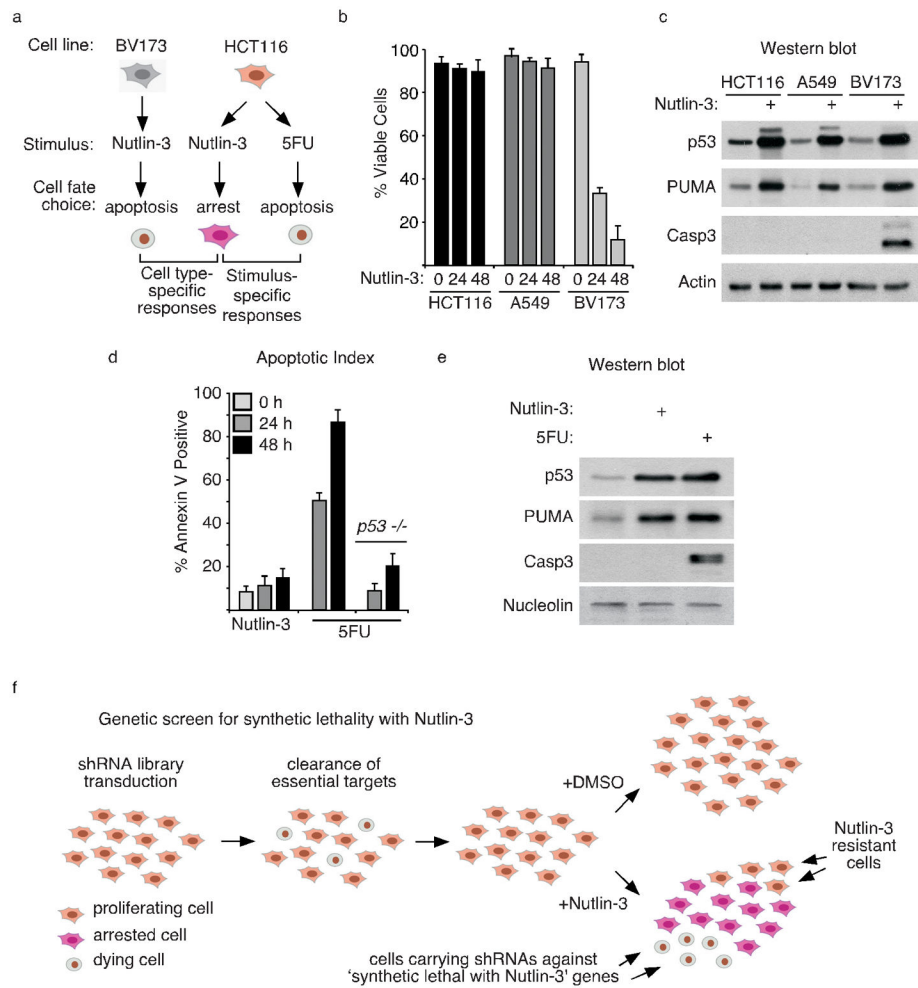 a
Cell line:
BV173
HCT116
Stimulus:
Nutlin-3
Nutlin-3
5FU
Cell fate
choice:
apoptosis
arrest
apoptosis
Cell type-
specific
responses
Stimulus-
specific
responses
b
% Viable Cells
100
80
60
40
20
Nutlin-3:
0 24 48
0 24 48
0 24 48
HCT116
A549
BV173
c
Western blot
HCT116 A549 BV173
Nutlin-3: + + +
p53
PUMA
Casp3
Actin
d
Apoptotic Index
% Annexin V Positive
100
80
60
40
20
0 h
24 h
48 h
p53 -/-
Nutlin-3
5FU
e
Western blot
Nutlin-3: +
5FU: +
p53
PUMA
Casp3
Nucleolin
f
Genetic screen for synthetic lethality with Nutlin-3
shRNA library
transduction
clearance of
essential targets
+DMSO
+Nutlin-3
Nutlin-3
resistant
cells
proliferating cell
arrested cell
dying cell
cells carrying shRNAs against
‘synthetic lethal with Nutlin-3’ genes